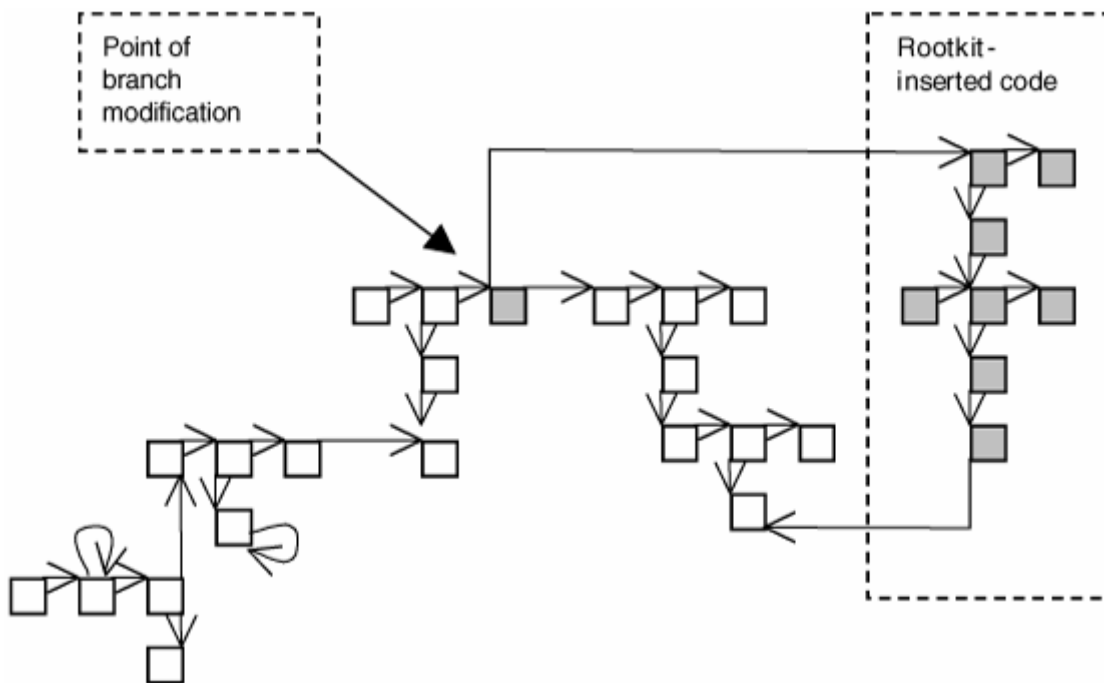 Point of
branch
modification
Rootkit-
inserted code